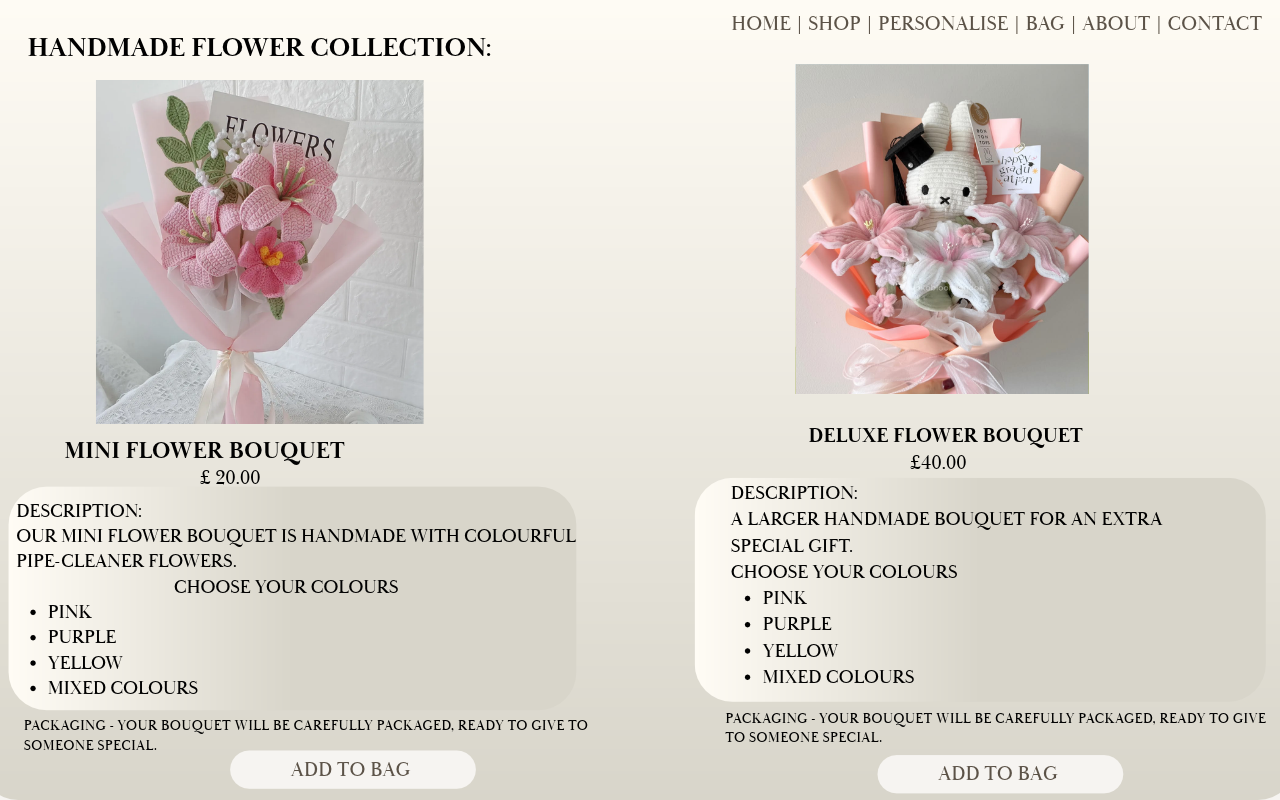 HOME | SHOP | PERSONALISE | BAG | ABOUT | CONTACT
HANDMADE FLOWER COLLECTION:
FLOWERS
MINI FLOWER BOUQUET
£ 20.00
DESCRIPTION:
OUR MINI FLOWER BOUQUET IS HANDMADE WITH COLOURFUL
PIPE-CLEANER FLOWERS.
CHOOSE YOUR COLOURS
• PINK
• PURPLE
• YELLOW
• MIXED COLOURS
PACKAGING - YOUR BOUQUET WILL BE CAREFULLY PACKAGED, READY TO GIVE TO
SOMEONE SPECIAL.
ADD TO BAG
happy
gradu
ation
DELUXE FLOWER BOUQUET
£40.00
DESCRIPTION:
A LARGER HANDMADE BOUQUET FOR AN EXTRA
SPECIAL GIFT.
CHOOSE YOUR COLOURS
• PINK
• PURPLE
• YELLOW
• MIXED COLOURS
PACKAGING - YOUR BOUQUET WILL BE CAREFULLY PACKAGED, READY TO GIVE
TO SOMEONE SPECIAL.
ADD TO BAG